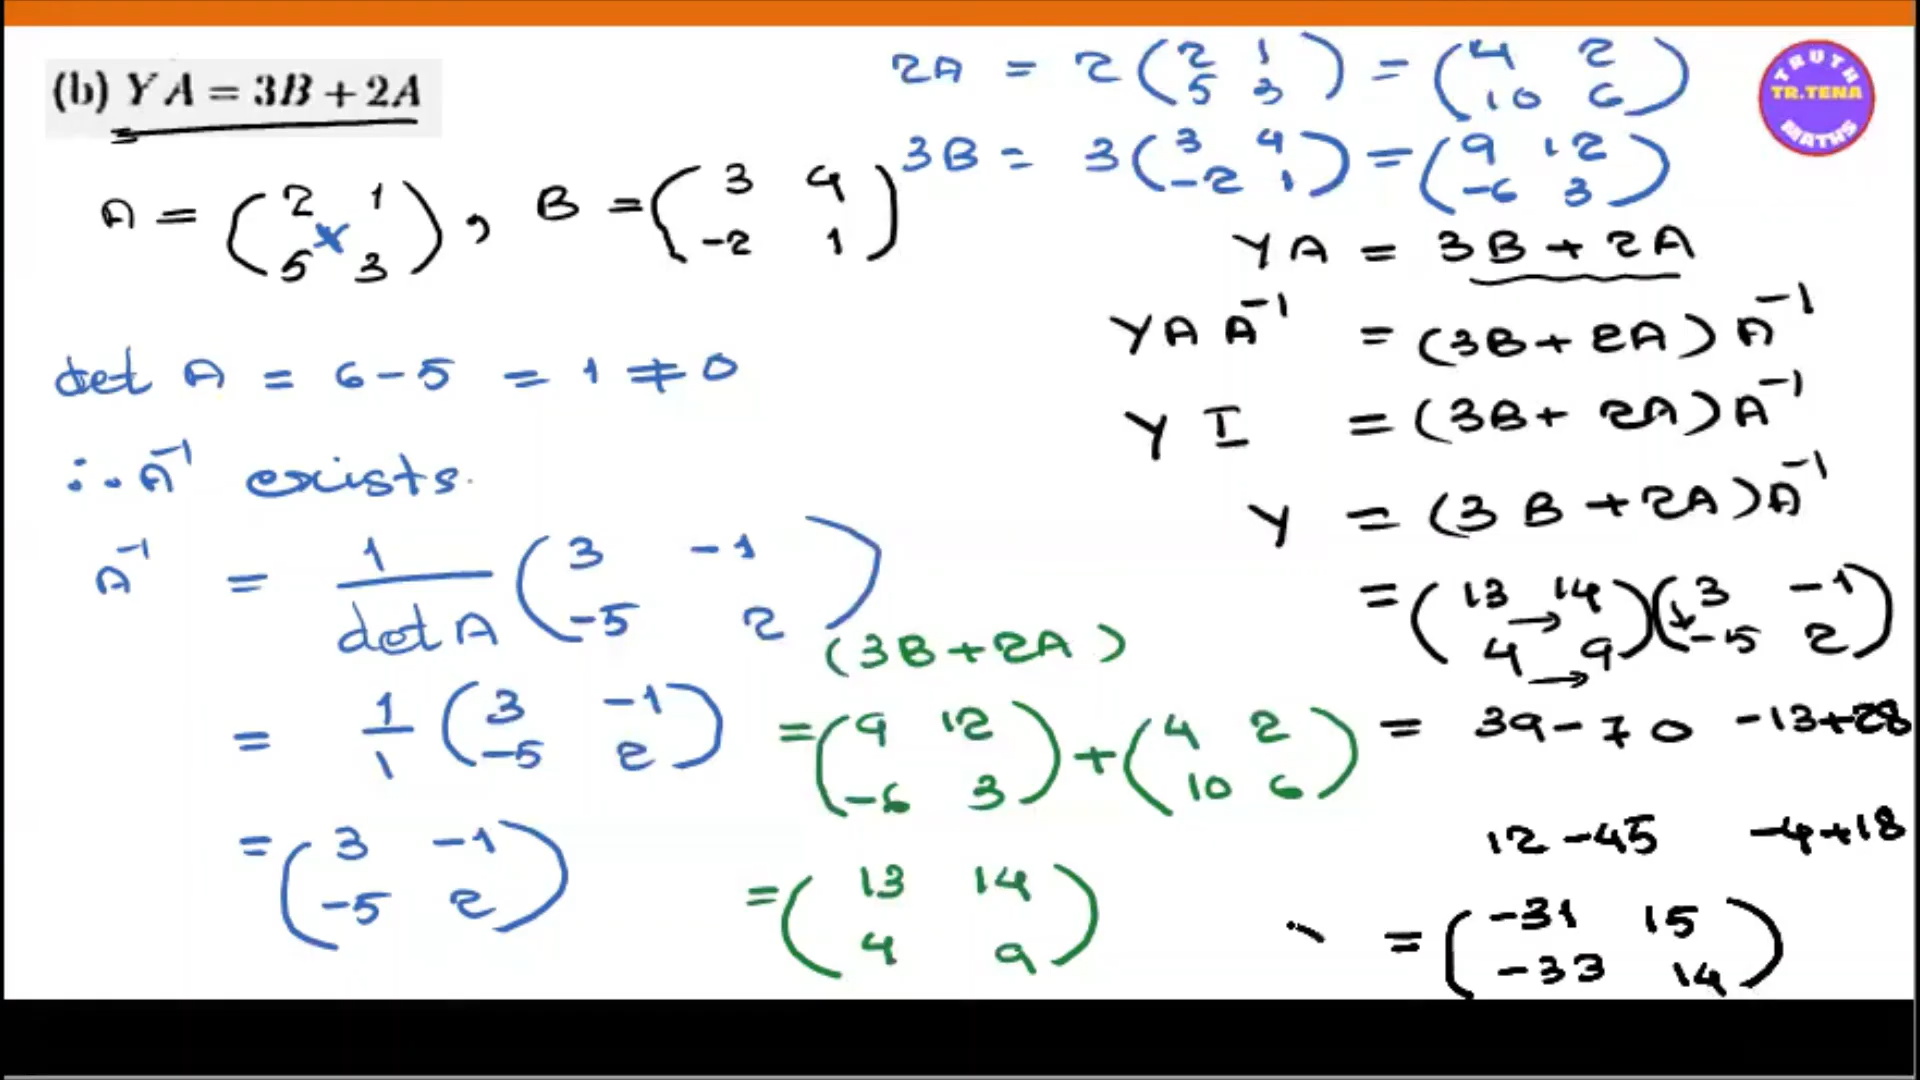 (b) YA = 3B + 2A
A = (2 1
5 3), B = (3 4
-2 1)
det A = 6-5 = 1 ≠ 0
∴ A⁻¹ exists.
A⁻¹ = 1/det A (3 -1
-5 2)
= 1/1 (3 -1
-5 2)
= (3 -1
-5 2)
2A = 2(2 1
5 3) = (4 2
10 6)
3B = 3(3 4
-2 1) = (9 12
-6 3)
(3B+2A)
= (9 12
-6 3) + (4 2
10 6)
= (13 14
4 9)
YA = 3B + 2A
YAA⁻¹ = (3B + 2A)A⁻¹
YI = (3B + 2A)A⁻¹
Y = (3B + 2A)A⁻¹
= (13 → 14
4 → 9)(3 -1
-5 2)
= 39-70 -13+28
12-45 -4+18
= (-31 15
-33 14)
TRUTH
TR.TENA
MATHS